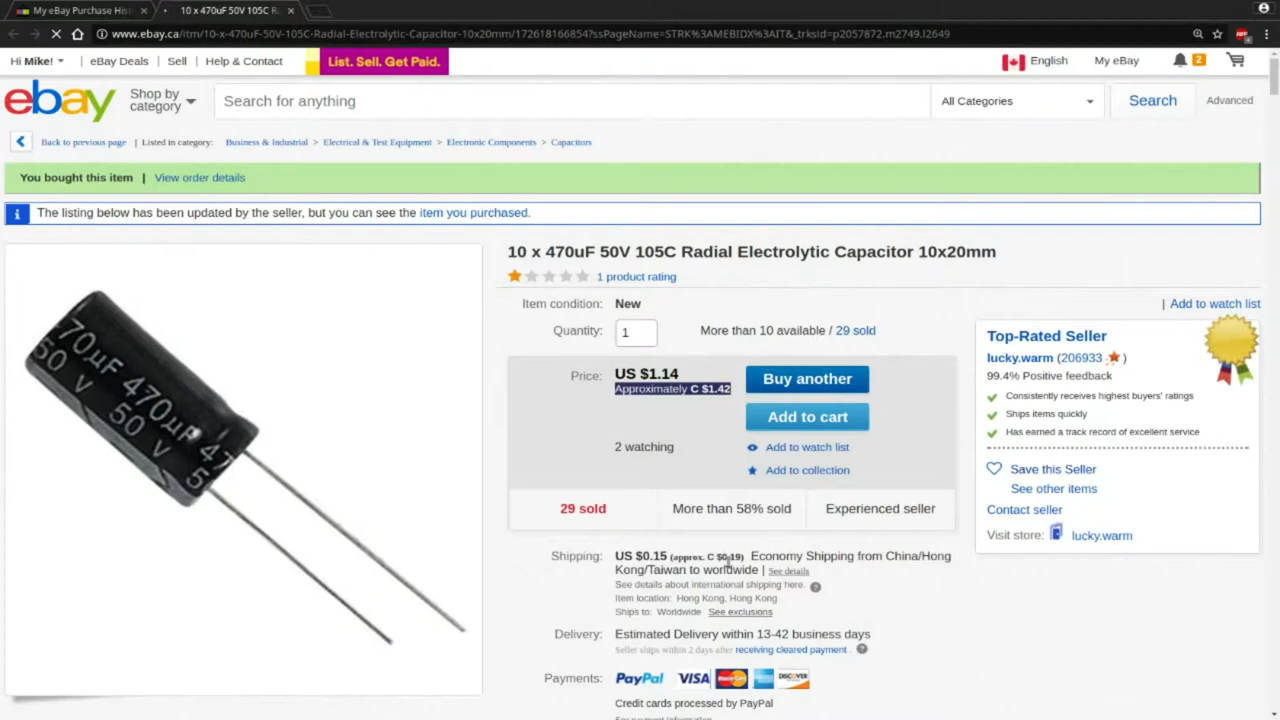 My eBay Purchase His
10 x 470uF 50V 105C R
www.ebay.ca/itm/10-x-470uF-50V-105C-Radial-Electrolytic-Capacitor-10x20mm/172618166854?ssPageName=STRK%3AMEBIDX%3AIT&_trksid=p2057872.m2749.l2649
Hi Mike! | eBay Deals | Sell | Help & Contact List. Sell. Get Paid. English My eBay 2
ebay Shop by category Search for anything All Categories Search Advanced
Back to previous page | Listed in category: Business & Industrial > Electrical & Test Equipment > Electronic Components > Capacitors
You bought this item | View order details
The listing below has been updated by the seller, but you can see the item you purchased.
10 x 470uF 50V 105C Radial Electrolytic Capacitor 10x20mm
1 product rating
Item condition: New
| Add to watch list
Quantity: 1 More than 10 available / 29 sold
Price: US $1.14
Approximately C $1.42
Buy another
Add to cart
2 watching
Add to watch list
Add to collection
29 sold More than 58% sold Experienced seller
Shipping: US $0.15 (approx. C $0.19) Economy Shipping from China/Hong
Kong/Taiwan to worldwide | See details
See details about international shipping here.
Item location: Hong Kong, Hong Kong
Ships to: Worldwide See exclusions
Delivery: Estimated Delivery within 13-42 business days
Seller ships within 2 days after receiving cleared payment .
Payments: PayPal VISA MasterCard DISCOVER
Credit cards processed by PayPal
Top-Rated Seller
lucky.warm (206933 )
99.4% Positive feedback
Consistently receives highest buyers' ratings
Ships items quickly
Has earned a track record of excellent service
Save this Seller
See other items
Contact seller
Visit store: lucky.warm
70µF 470µF 47
50 V 50 V 5